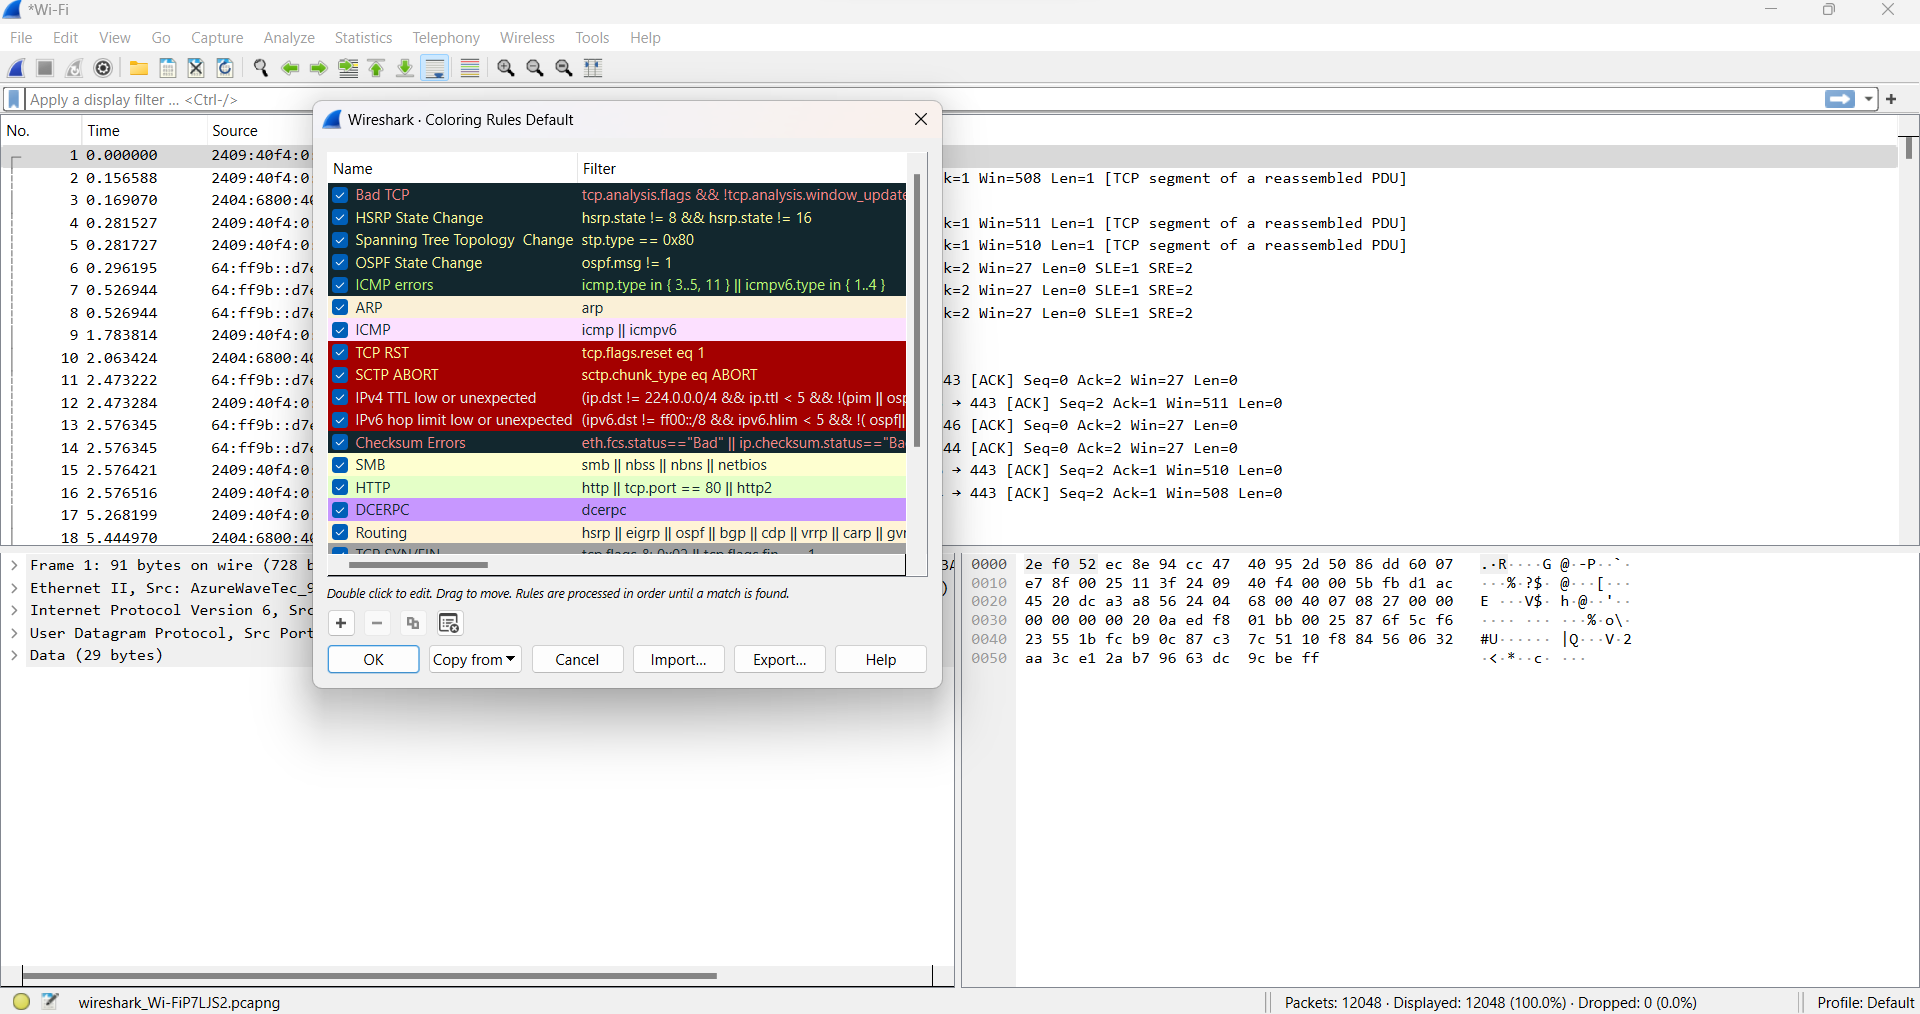 *Wi-Fi
File Edit View Go Capture Analyze Statistics Telephony Wireless Tools Help
Apply a display filter ... <Ctrl-/>
No. Time Source
1 0.000000 2409:40f4:0
2 0.156588 2409:40f4:0
3 0.169070 2404:6800:4
4 0.281527 2409:40f4:0
5 0.281727 2409:40f4:0
6 0.296195 64:ff9b::d7
7 0.526944 64:ff9b::d7
8 0.526944 64:ff9b::d7
9 1.783814 2409:40f4:0
10 2.063424 2404:6800:4
11 2.473222 64:ff9b::d7
12 2.473284 2409:40f4:0
13 2.576345 64:ff9b::d7
14 2.576345 64:ff9b::d7
15 2.576421 2409:40f4:0
16 2.576516 2409:40f4:0
17 5.268199 2409:40f4:0
18 5.444970 2404:6800:4
k=1 Win=508 Len=1 [TCP segment of a reassembled PDU]
k=1 Win=511 Len=1 [TCP segment of a reassembled PDU]
k=1 Win=510 Len=1 [TCP segment of a reassembled PDU]
k=2 Win=27 Len=0 SLE=1 SRE=2
k=2 Win=27 Len=0 SLE=1 SRE=2
k=2 Win=27 Len=0 SLE=1 SRE=2
43 [ACK] Seq=0 Ack=2 Win=27 Len=0
→ 443 [ACK] Seq=2 Ack=1 Win=511 Len=0
46 [ACK] Seq=0 Ack=2 Win=27 Len=0
44 [ACK] Seq=0 Ack=2 Win=27 Len=0
→ 443 [ACK] Seq=2 Ack=1 Win=510 Len=0
→ 443 [ACK] Seq=2 Ack=1 Win=508 Len=0
Wireshark · Coloring Rules Default
Name Filter
Bad TCP tcp.analysis.flags && !tcp.analysis.window_update
HSRP State Change hsrp.state != 8 && hsrp.state != 16
Spanning Tree Topology Change stp.type == 0x80
OSPF State Change ospf.msg != 1
ICMP errors icmp.type in { 3..5, 11 } || icmpv6.type in { 1..4 }
ARP arp
ICMP icmp || icmpv6
TCP RST tcp.flags.reset eq 1
SCTP ABORT sctp.chunk_type eq ABORT
IPv4 TTL low or unexpected (ip.dst != 224.0.0.0/4 && ip.ttl < 5 && !(pim || osp
IPv6 hop limit low or unexpected (ipv6.dst != ff00::/8 && ipv6.hlim < 5 && !( ospf||
Checksum Errors eth.fcs.status=="Bad" || ip.checksum.status=="Ba
SMB smb || nbss || nbns || netbios
HTTP http || tcp.port == 80 || http2
DCERPC dcerpc
Routing hsrp || eigrp || ospf || bgp || cdp || vrrp || carp || gvr
TCP SYN/FIN tcp.flags & 0x02 || tcp.flags.fin == 1
Double click to edit. Drag to move. Rules are processed in order until a match is found.
OK Copy from Cancel Import... Export... Help
Frame 1: 91 bytes on wire (728 b
Ethernet II, Src: AzureWaveTec_9
Internet Protocol Version 6, Src
User Datagram Protocol, Src Port
Data (29 bytes)
0000 2e f0 52 ec 8e 94 cc 47 40 95 2d 50 86 dd 60 07 ..R....G @.-P..`.
0010 e7 8f 00 25 11 3f 24 09 40 f4 00 00 5b fb d1 ac ...%.?$. @...[...
0020 45 20 dc a3 a8 56 24 04 68 00 40 07 08 27 00 00 E ...V$. h.@..'..
0030 00 00 00 00 20 0a ed f8 01 bb 00 25 87 6f 5c f6 .... ... ...%.o\.
0040 23 55 1b fc b9 0c 87 c3 7c 51 10 f8 84 56 06 32 #U...... |Q...V.2
0050 aa 3c e1 2a b7 96 63 dc 9c be ff .<.*..c. ...
wireshark_Wi-FiP7LJS2.pcapng
Packets: 12048 · Displayed: 12048 (100.0%) · Dropped: 0 (0.0%)
Profile: Default